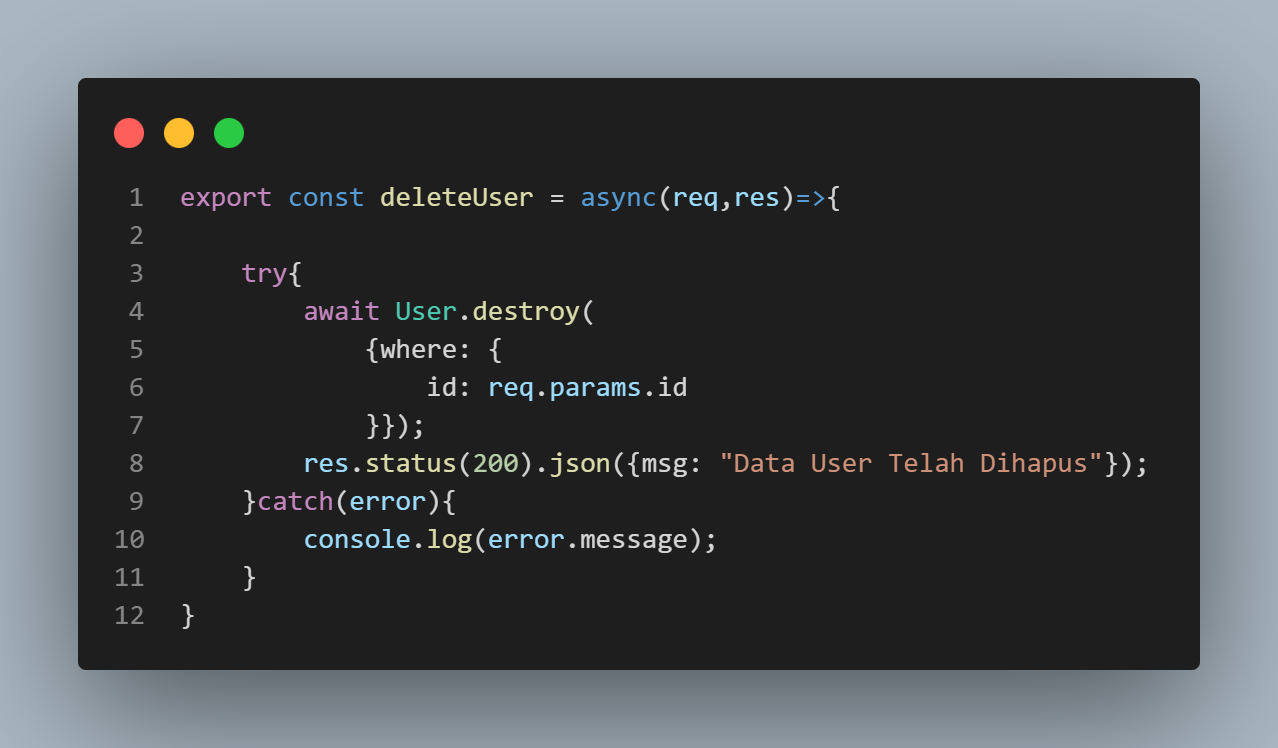 1 export const deleteUser = async(req,res)=>{
2
3     try{
4         await User.destroy(
5             {where: {
6                 id: req.params.id
7             }});
8         res.status(200).json({msg: "Data User Telah Dihapus"});
9     }catch(error){
10         console.log(error.message);
11     }
12 }